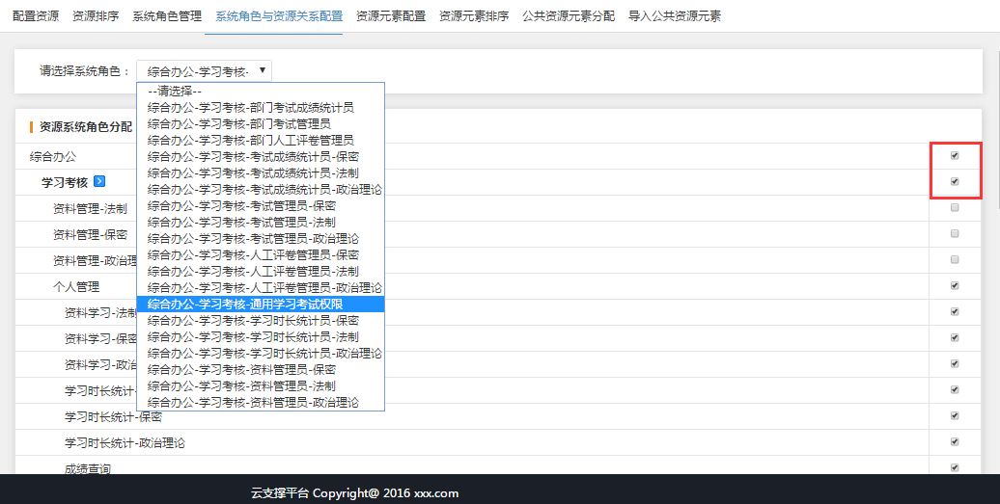 配置资源 资源排序 系统角色管理 系统角色与资源关系配置 资源元素配置 资源元素排序 公共资源元素分配 导入公共资源元素
请选择系统角色： 综合办公-学习考核-
--请选择--
综合办公-学习考核-部门考试成绩统计员
综合办公-学习考核-部门考试管理员
综合办公-学习考核-部门人工评卷管理员
综合办公-学习考核-考试成绩统计员-保密
综合办公-学习考核-考试成绩统计员-法制
综合办公-学习考核-考试成绩统计员-政治理论
综合办公-学习考核-考试管理员-保密
综合办公-学习考核-考试管理员-法制
综合办公-学习考核-考试管理员-政治理论
综合办公-学习考核-人工评卷管理员-保密
综合办公-学习考核-人工评卷管理员-法制
综合办公-学习考核-人工评卷管理员-政治理论
综合办公-学习考核-通用学习考试权限
综合办公-学习考核-学习时长统计员-保密
综合办公-学习考核-学习时长统计员-法制
综合办公-学习考核-学习时长统计员-政治理论
综合办公-学习考核-资料管理员-保密
综合办公-学习考核-资料管理员-法制
综合办公-学习考核-资料管理员-政治理论
资源系统角色分配
综合办公
学习考核
资料管理-法制
资料管理-保密
资料管理-政治理
个人管理
资料学习-法制
资料学习-保密
资料学习-政治
学习时长统计-
学习时长统计-保密
学习时长统计-政治理论
成绩查询
云支撑平台 Copyright@ 2016 xxx.com